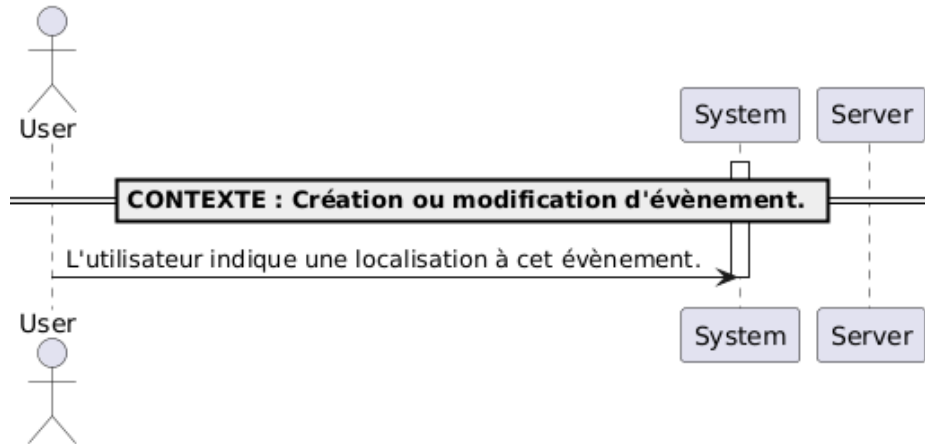 User
System
Server
CONTEXTE : Création ou modification d'évènement.
L'utilisateur indique une localisation à cet évènement.
User
System
Server